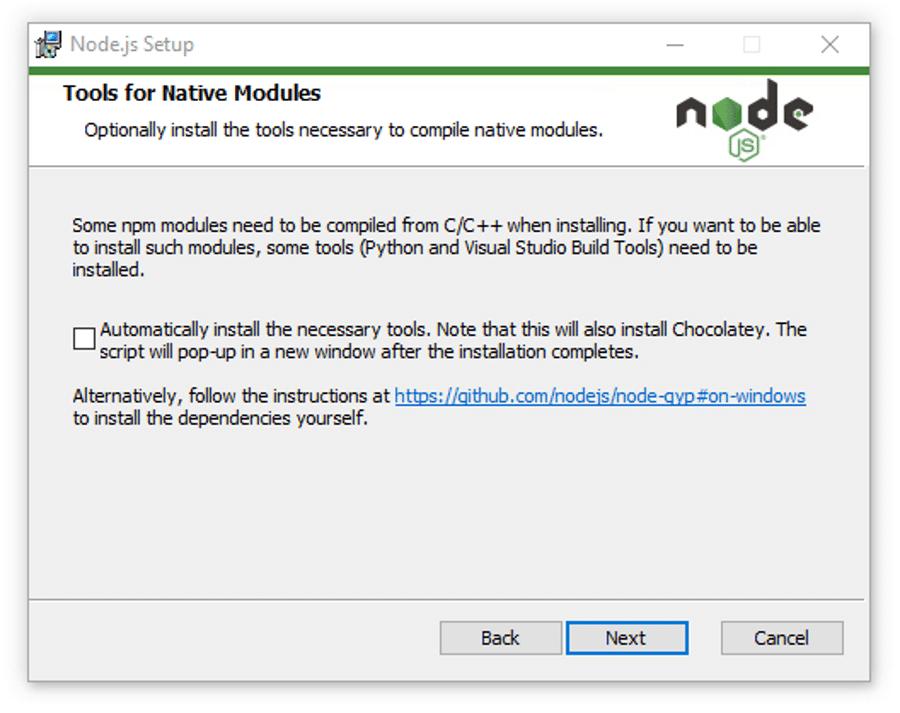 Node.js Setup
Tools for Native Modules
Optionally install the tools necessary to compile native modules.
node
JS
Some npm modules need to be compiled from C/C++ when installing. If you want to be able
to install such modules, some tools (Python and Visual Studio Build Tools) need to be
installed.
Automatically install the necessary tools. Note that this will also install Chocolatey. The
script will pop-up in a new window after the installation completes.
Alternatively, follow the instructions at https://github.com/nodejs/node-gyp#on-windows
to install the dependencies yourself.
Back Next Cancel